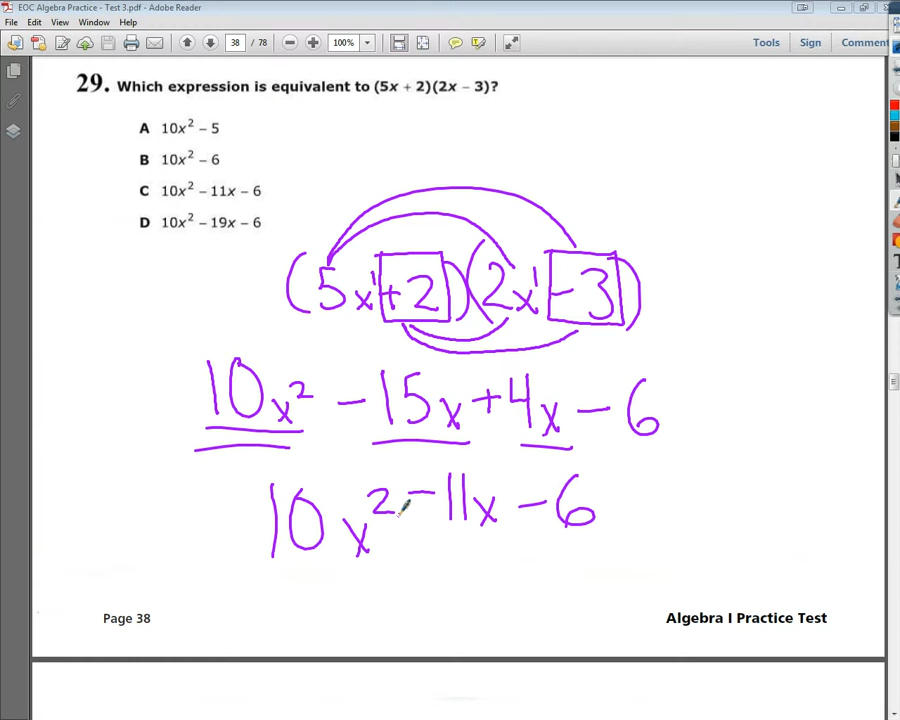 EOC Algebra Practice - Test 3.pdf - Adobe Reader
File Edit View Window Help
38 / 78 100% Tools Sign Comment
29. Which expression is equivalent to (5x + 2)(2x – 3)?
A 10x² – 5
B 10x² – 6
C 10x² – 11x – 6
D 10x² – 19x – 6
(5x¹+2)(2x¹-3)
10x² - 15x + 4x - 6
10x² - 11x - 6
Page 38 Algebra I Practice Test